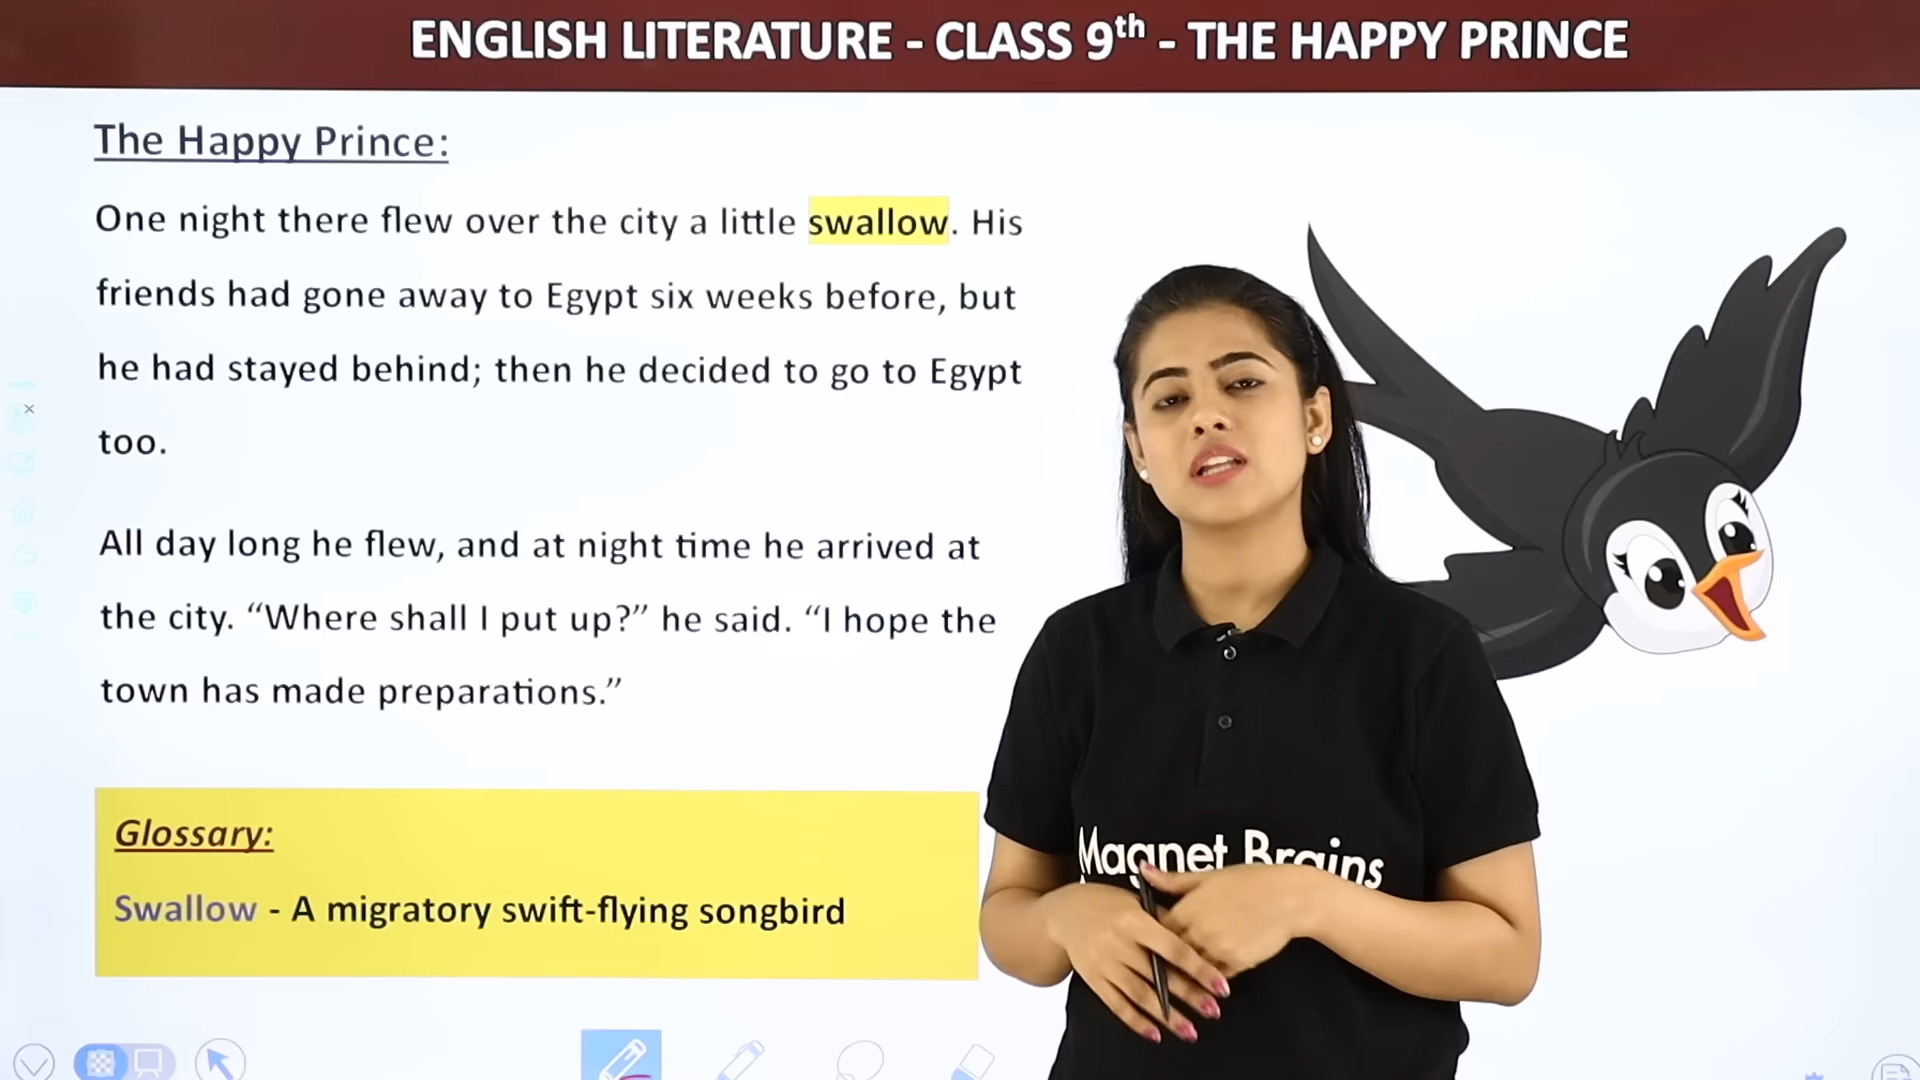 ENGLISH LITERATURE - CLASS 9th - THE HAPPY PRINCE
The Happy Prince:
One night there flew over the city a little swallow. His
friends had gone away to Egypt six weeks before, but
he had stayed behind; then he decided to go to Egypt
too.
All day long he flew, and at night time he arrived at
the city. “Where shall I put up?” he said. “I hope the
town has made preparations.”
Glossary:
Swallow - A migratory swift-flying songbird
Magnet Brains